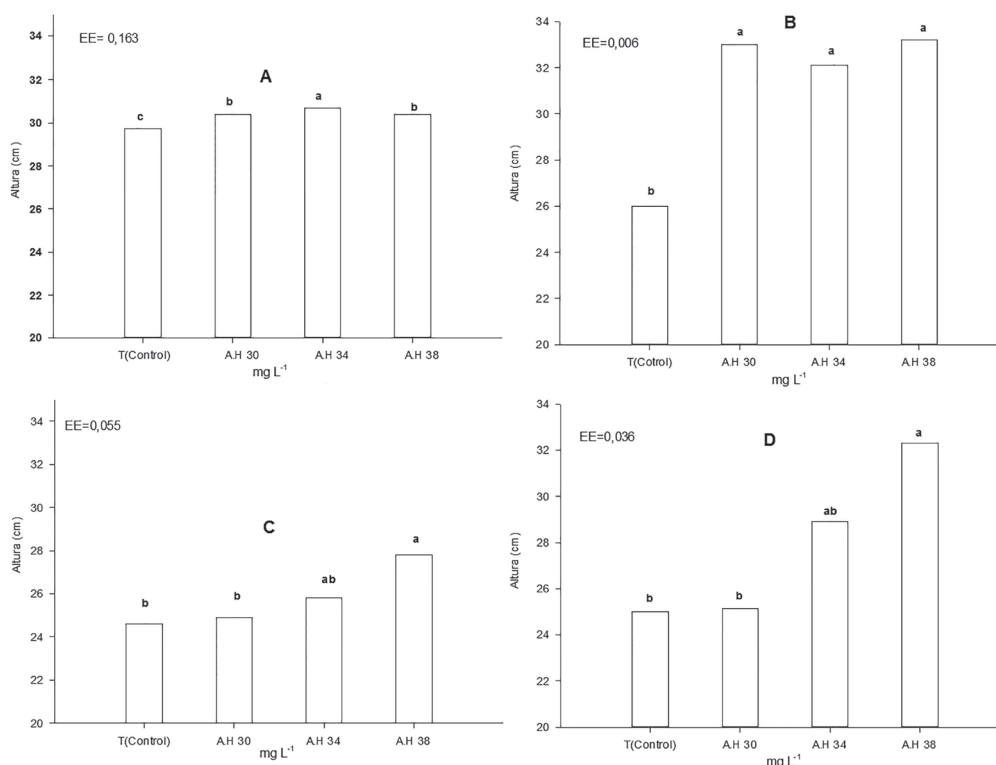 EE= 0,163
A
Altura (cm)
34
32
30
28
26
24
22
20
c
b
a
b
T(Control)
A.H 30
A.H 34
A.H 38
mg L⁻¹
EE=0,006
B
Altura (cm)
34
32
30
28
26
24
22
20
b
a
a
a
T(Cotrol)
A.H 30
A.H 34
A.H 38
mg L⁻¹
EE=0,055
C
Altura (cm)
34
32
30
28
26
24
22
20
b
b
ab
a
T(Control)
A.H 30
A.H 34
A.H 38
mg L⁻¹
EE=0,036
D
Altura (cm)
34
32
30
28
26
25
24
22
20
b
b
ab
a
T(Control)
A.H 30
A.H 34
A.H 38
mg L⁻¹